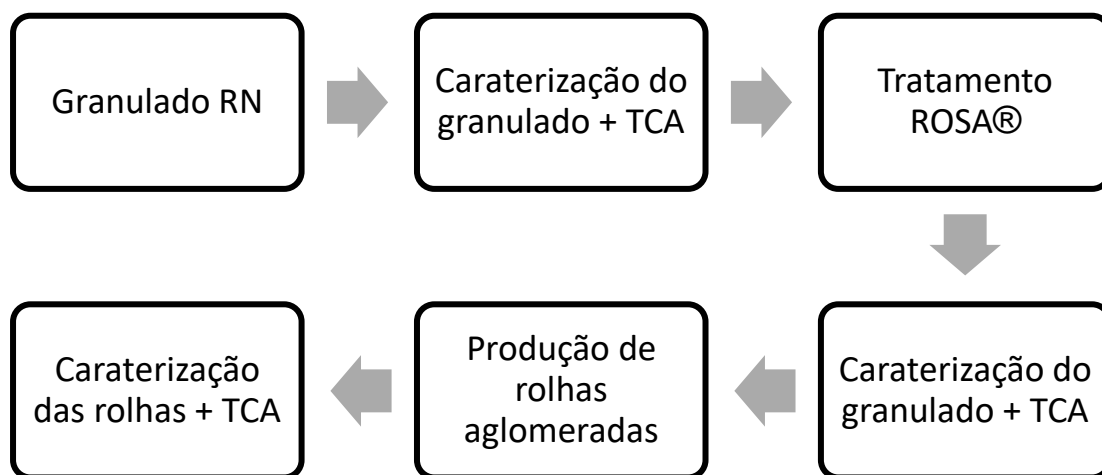 Granulado RN
Caraterização do
granulado + TCA
Tratamento
ROSA®
Caraterização do
granulado + TCA
Produção de
rolhas
aglomeradas
Caraterização
das rolhas + TCA